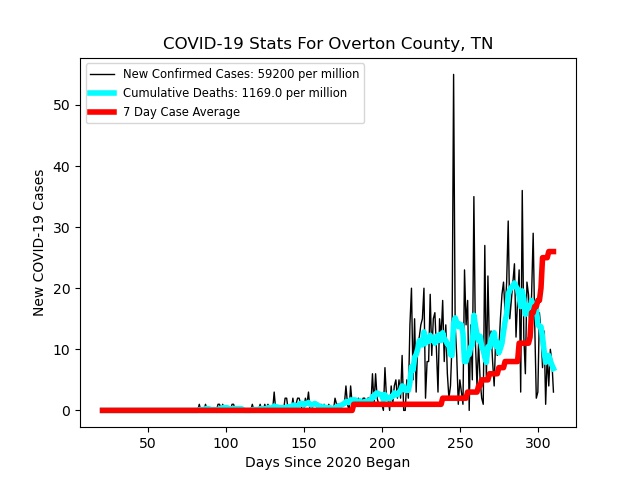 COVID-19 Stats For Overton County, TN
New Confirmed Cases: 59200 per million
Cumulative Deaths: 1169.0 per million
7 Day Case Average
New COVID-19 Cases
50
40
30
20
10
0
50 100 150 200 250 300
Days Since 2020 Began